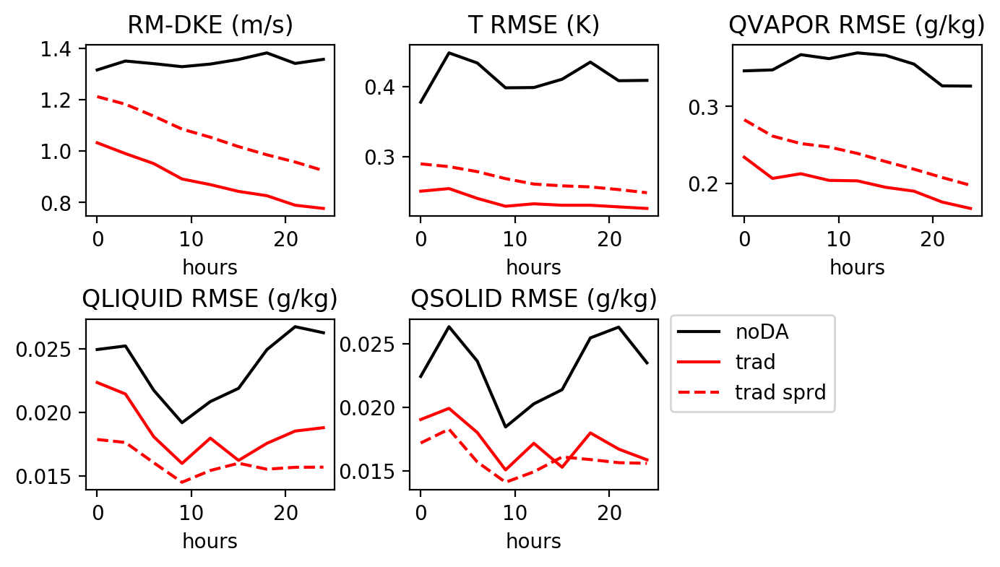 RM-DKE (m/s)
1.4
1.2
1.0
0.8
0 10 20
hours
T RMSE (K)
0.4
0.3
0 10 20
hours
QVAPOR RMSE (g/kg)
0.3
0.2
0 10 20
hours
QLIQUID RMSE (g/kg)
0.025
0.020
0.015
0 10 20
hours
QSOLID RMSE (g/kg)
0.025
0.020
0.015
0 10 20
hours
noDA
trad
trad sprd